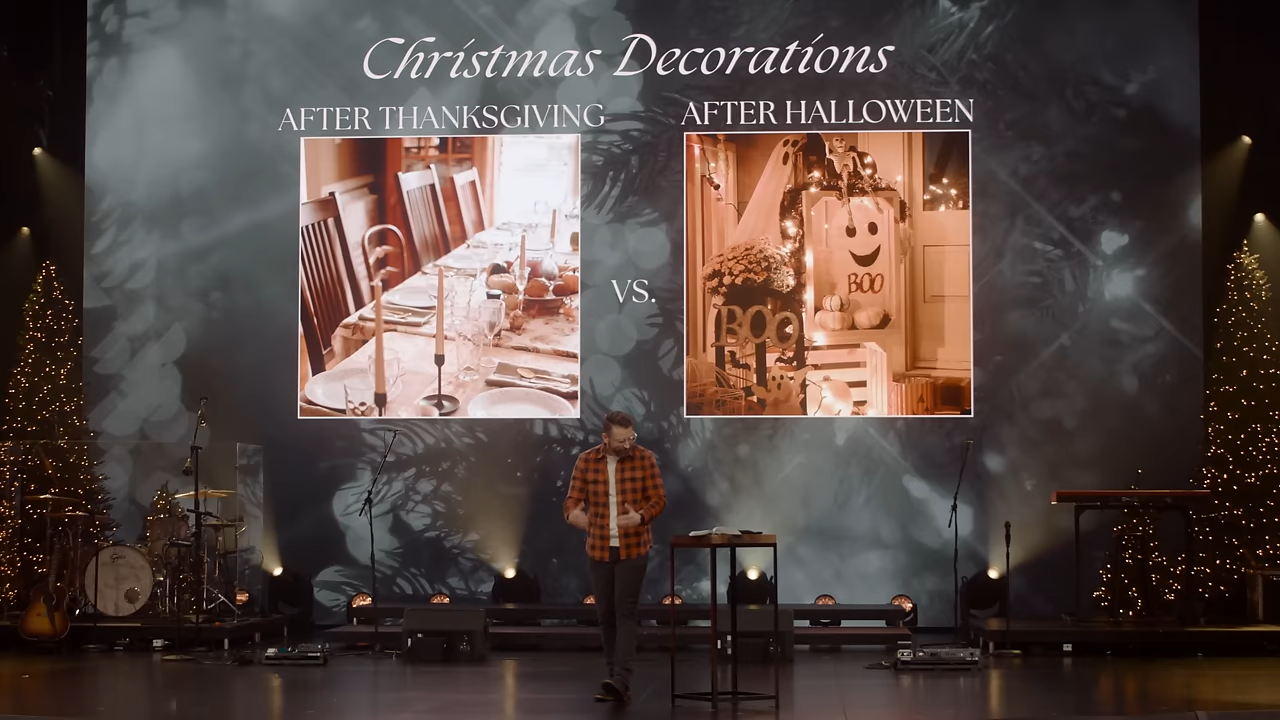 Christmas Decorations
AFTER THANKSGIVING
AFTER HALLOWEEN
VS.
BOO
BOO